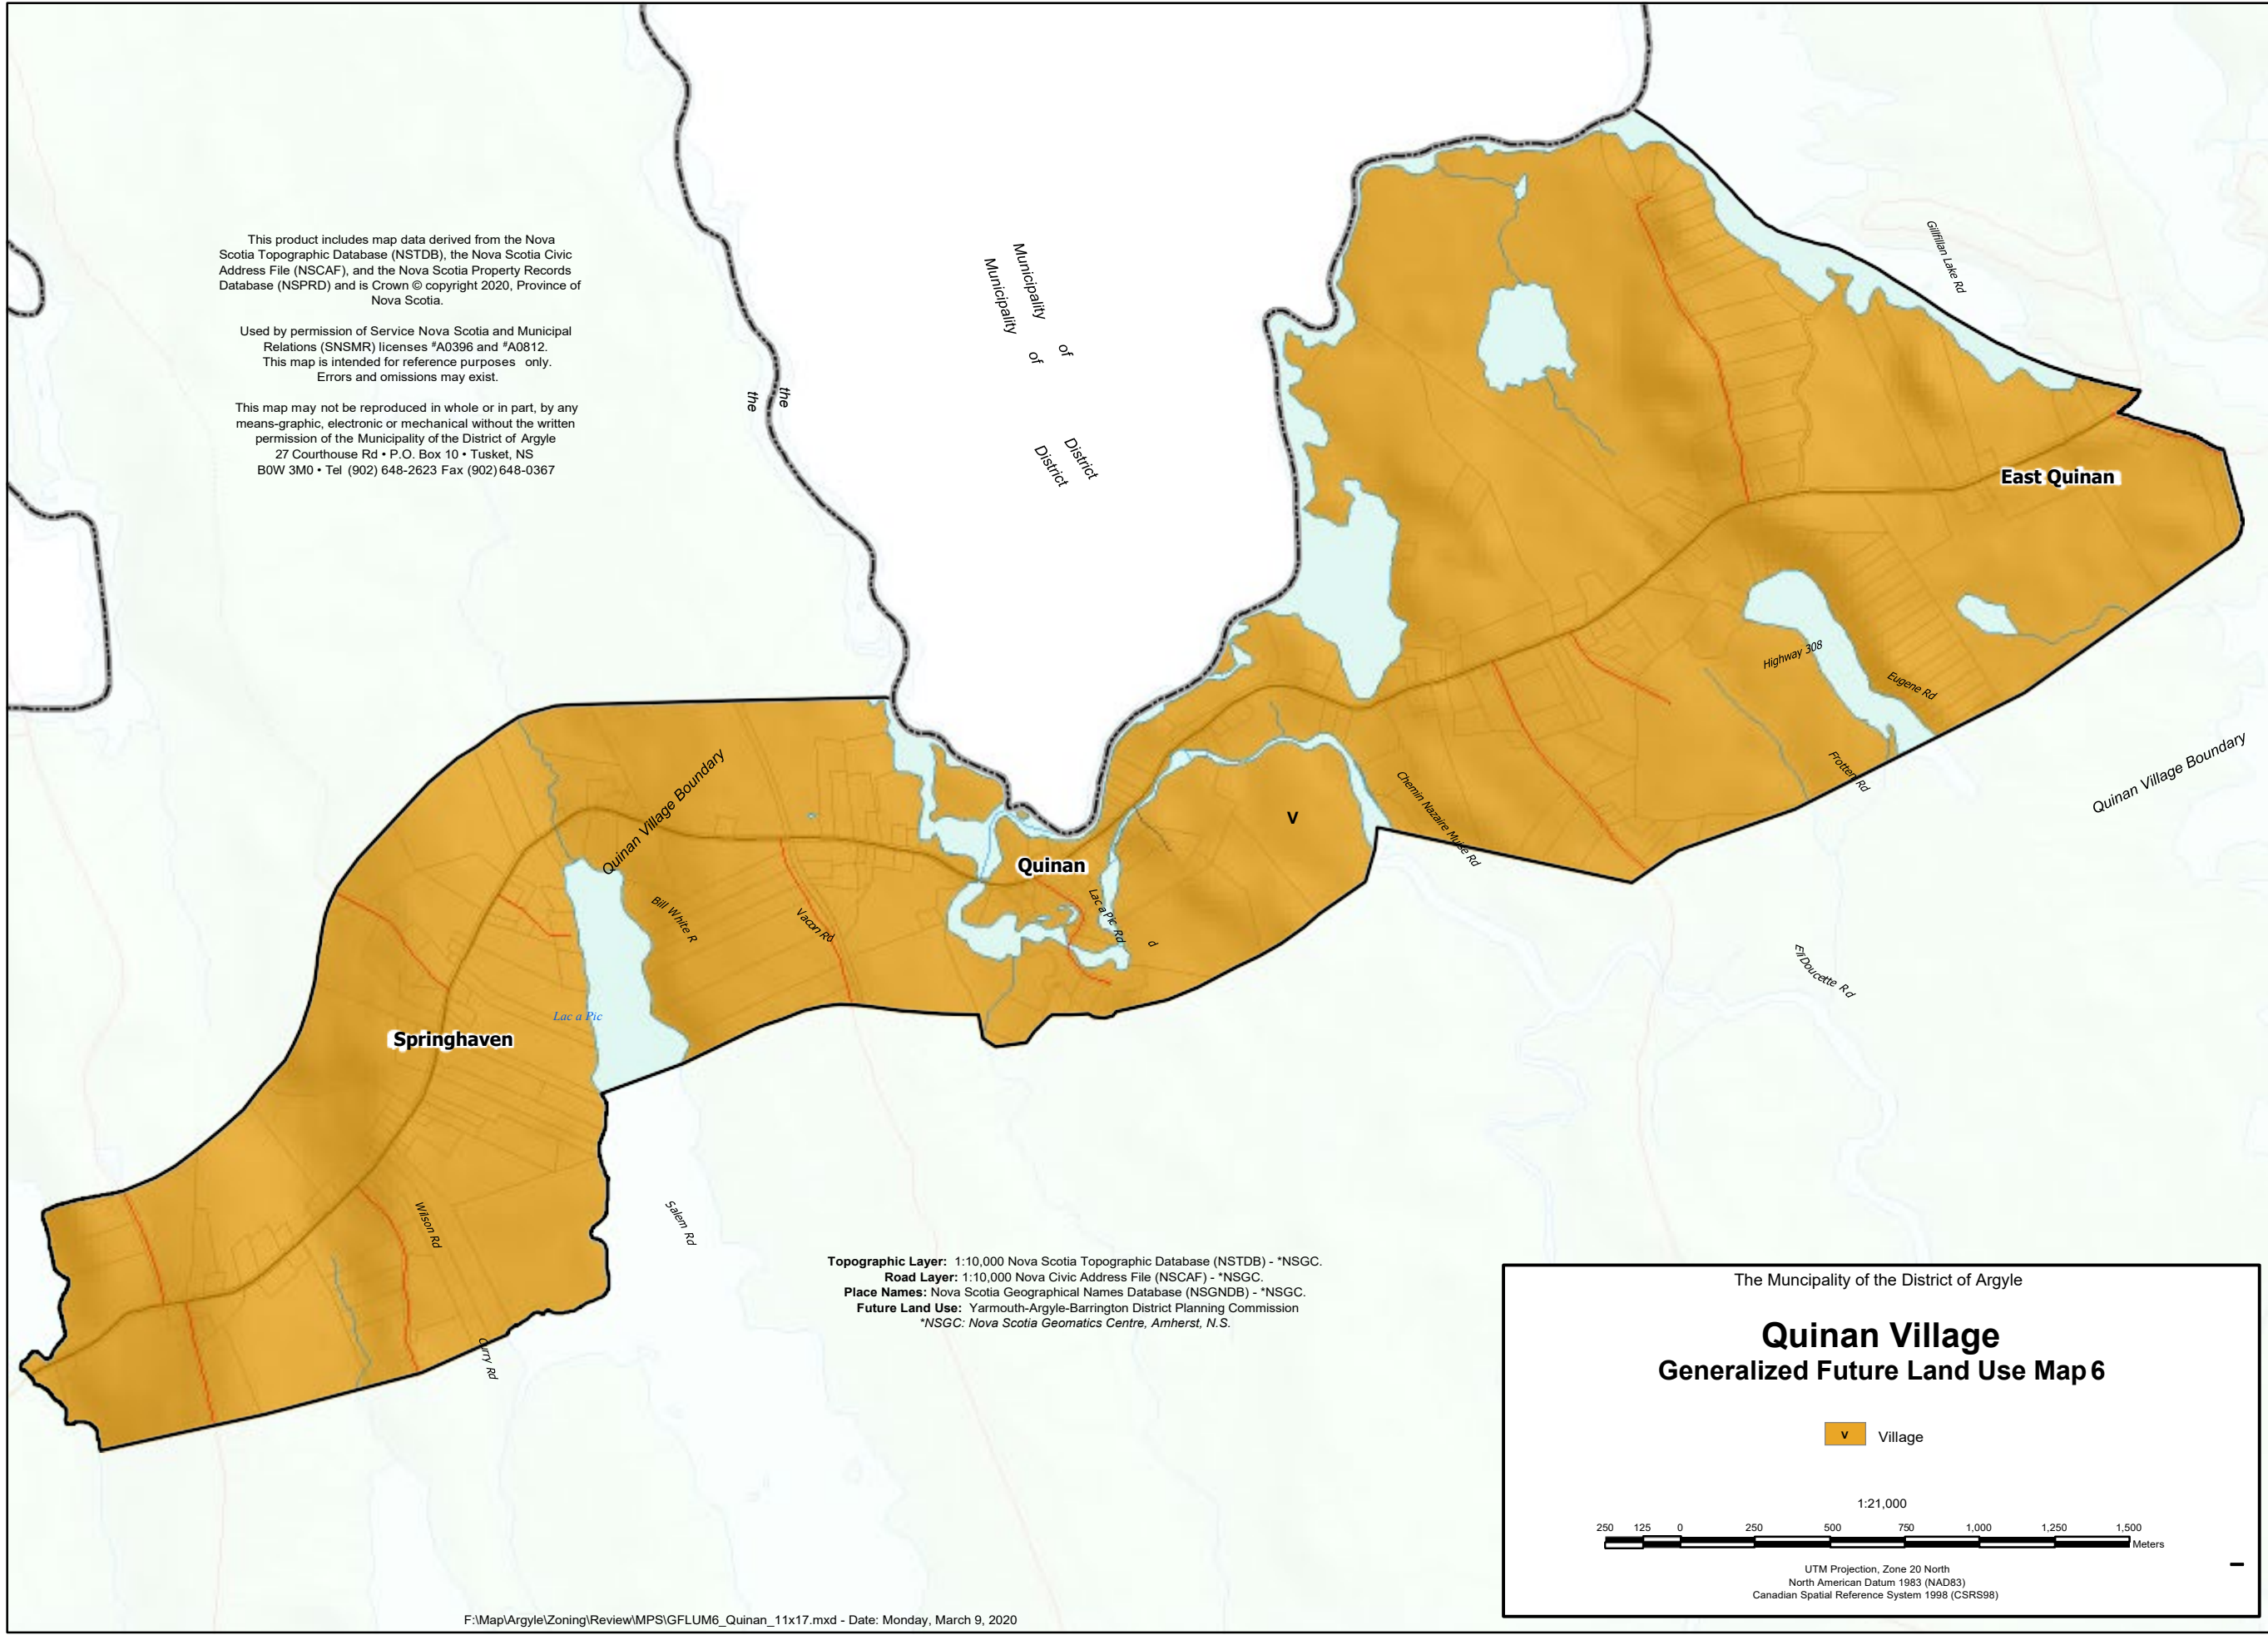 This product includes map data derived from the Nova
Scotia Topographic Database (NSTDB), the Nova Scotia Civic
Address File (NSCAF), and the Nova Scotia Property Records
Database (NSPRD) and is Crown © copyright 2020, Province of
Nova Scotia.
Used by permission of Service Nova Scotia and Municipal
Relations (SNSMR) licenses #A0396 and #A0812.
This map is intended for reference purposes only.
Errors and omissions may exist.
This map may not be reproduced in whole or in part, by any
means-graphic, electronic or mechanical without the written
permission of the Municipality of the District of Argyle
27 Courthouse Rd • P.O. Box 10 • Tusket, NS
B0W 3M0 • Tel (902) 648-2623 Fax (902) 648-0367
Municipality
of
the
District
Municipality
of
the
District
Gillfillan Lake Rd
East Quinan
Highway 308
Eugene Rd
Frotten Rd
Quinan Village Boundary
Quinan Village Boundary
V
Chemin Nazaire Muise Rd
Quinan
Lac a Pic Rd
d
Bill White R
Vacon Rd
Eli Doucette Rd
Lac a Pic
Springhaven
Wilson Rd
Salem Rd
Curry Rd
Topographic Layer: 1:10,000 Nova Scotia Topographic Database (NSTDB) - *NSGC.
Road Layer: 1:10,000 Nova Civic Address File (NSCAF) - *NSGC.
Place Names: Nova Scotia Geographical Names Database (NSGNDB) - *NSGC.
Future Land Use: Yarmouth-Argyle-Barrington District Planning Commission
*NSGC: Nova Scotia Geomatics Centre, Amherst, N.S.
The Muncipality of the District of Argyle
Quinan Village
Generalized Future Land Use Map 6
V Village
1:21,000
250 125 0 250 500 750 1,000 1,250 1,500
Meters
UTM Projection, Zone 20 North
North American Datum 1983 (NAD83)
Canadian Spatial Reference System 1998 (CSRS98)
F:\Map\Argyle\Zoning\Review\MPS\GFLUM6_Quinan_11x17.mxd - Date: Monday, March 9, 2020